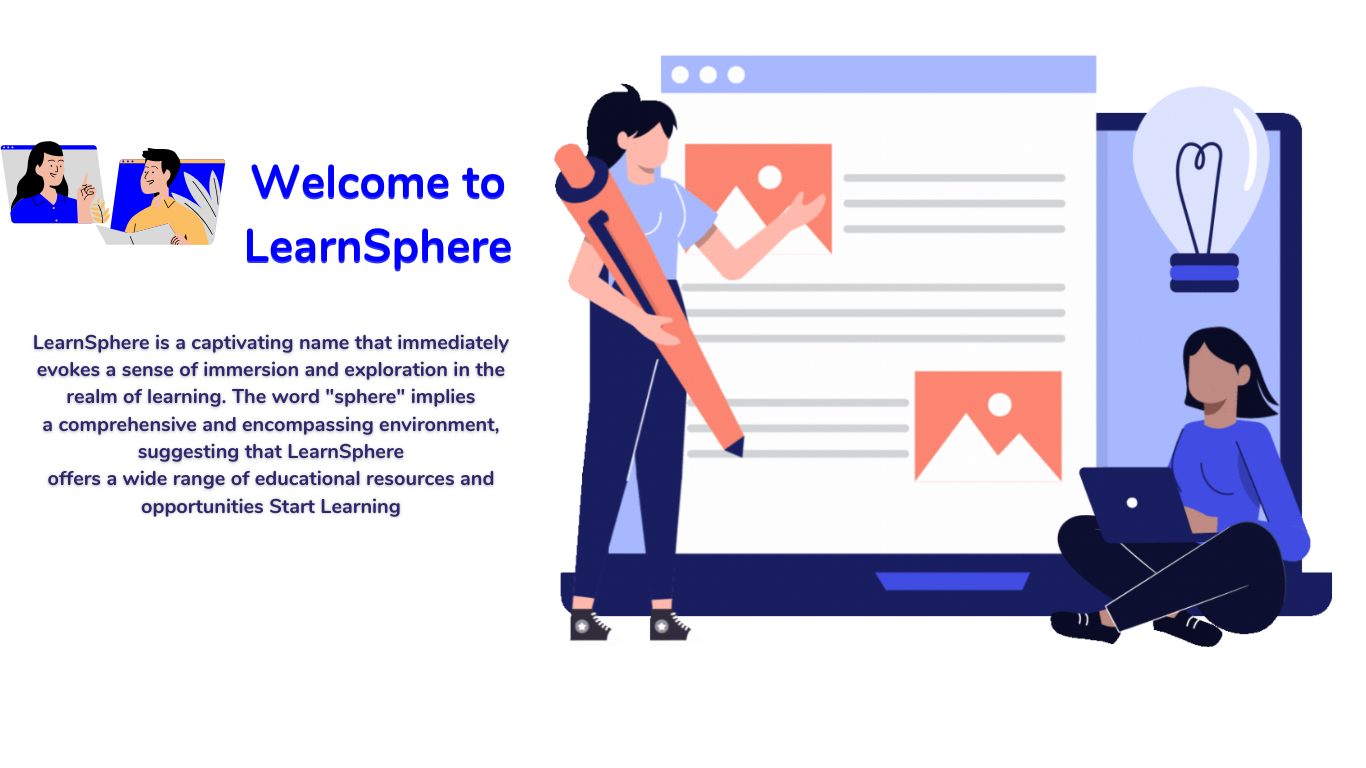 Welcome to
LearnSphere
LearnSphere is a captivating name that immediately
evokes a sense of immersion and exploration in the
realm of learning. The word "sphere" implies
a comprehensive and encompassing environment,
suggesting that LearnSphere
offers a wide range of educational resources and
opportunities Start Learning